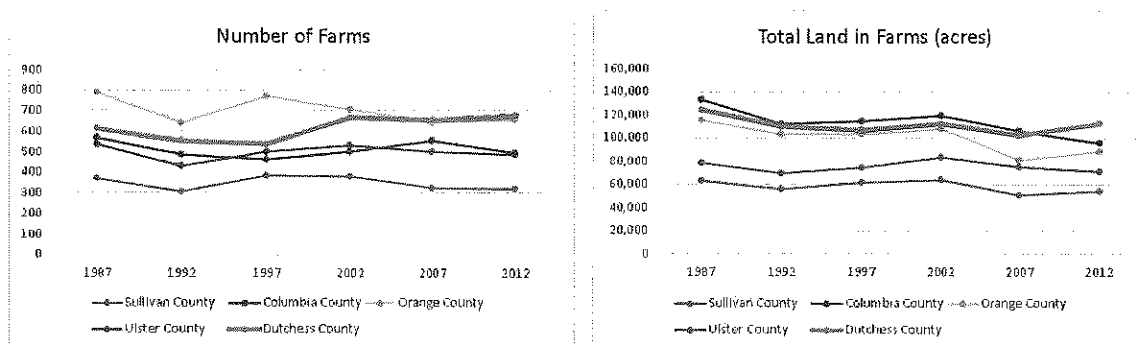 Number of Farms
900
800
700
600
500
400
300
200
100
0
1987 1992 1997 2002 2007 2012
Sullivan County Columbia County Orange County
Ulster County Dutchess County
Total Land in Farms (acres)
160,000
140,000
120,000
100,000
80,000
60,000
40,000
20,000
0
1987 1992 1997 2002 2007 2012
Sullivan County Columbia County Orange County
Ulster County Dutchess County